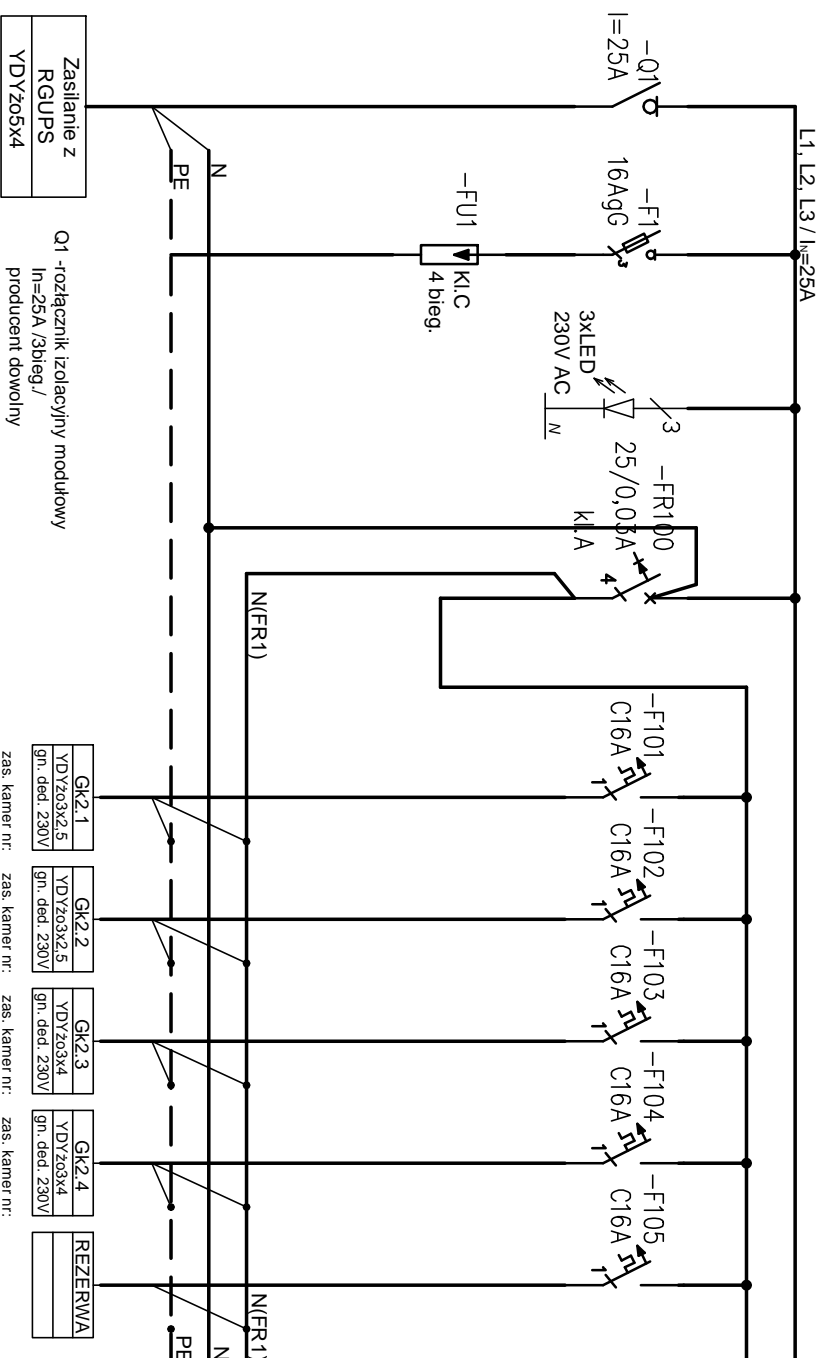 L1, L2, L3 / IN=25A
-Q1
I=25A
-F1
16AgG
-FU1
Kl.C
4 bieg.
3xLED
230V AC
3
N
-FR100
25/0,03A
kl.A
4
-F101
C16A
1
-F102
C16A
1
-F103
C16A
1
-F104
C16A
1
-F105
C16A
1
N(FR1)
N(FR1)
N
N
PE
PE
Zasilanie z
RGUPS
YDYżo5x4
Q1 -rozłącznik izolacyjny modułowy
In=25A /3bieg./
producent dowolny
Gk2.1
YDYżo3x2,5
gn. ded. 230V
zas. kamer nr:
Gk2.2
YDYżo3x2,5
gn. ded. 230V
zas. kamer nr:
Gk2.3
YDYżo3x4
gn. ded. 230V
zas. kamer nr:
Gk2.4
YDYżo3x4
gn. ded. 230V
zas. kamer nr:
REZERWA